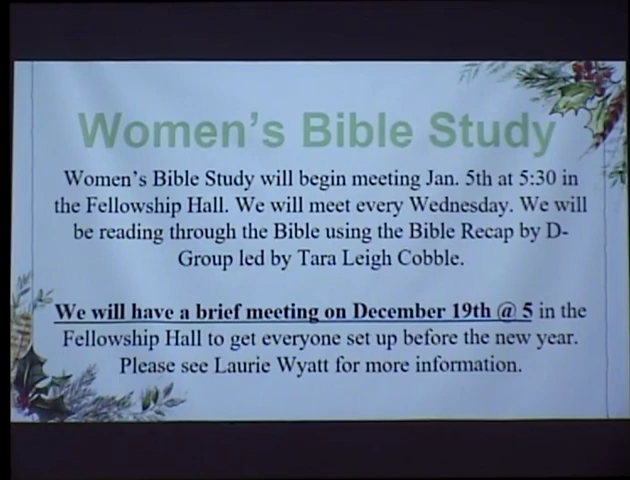 Women's Bible Study
Women's Bible Study will begin meeting Jan. 5th at 5:30 in
the Fellowship Hall. We will meet every Wednesday. We will
be reading through the Bible using the Bible Recap by D-
Group led by Tara Leigh Cobble.
We will have a brief meeting on December 19th @ 5 in the
Fellowship Hall to get everyone set up before the new year.
Please see Laurie Wyatt for more information.